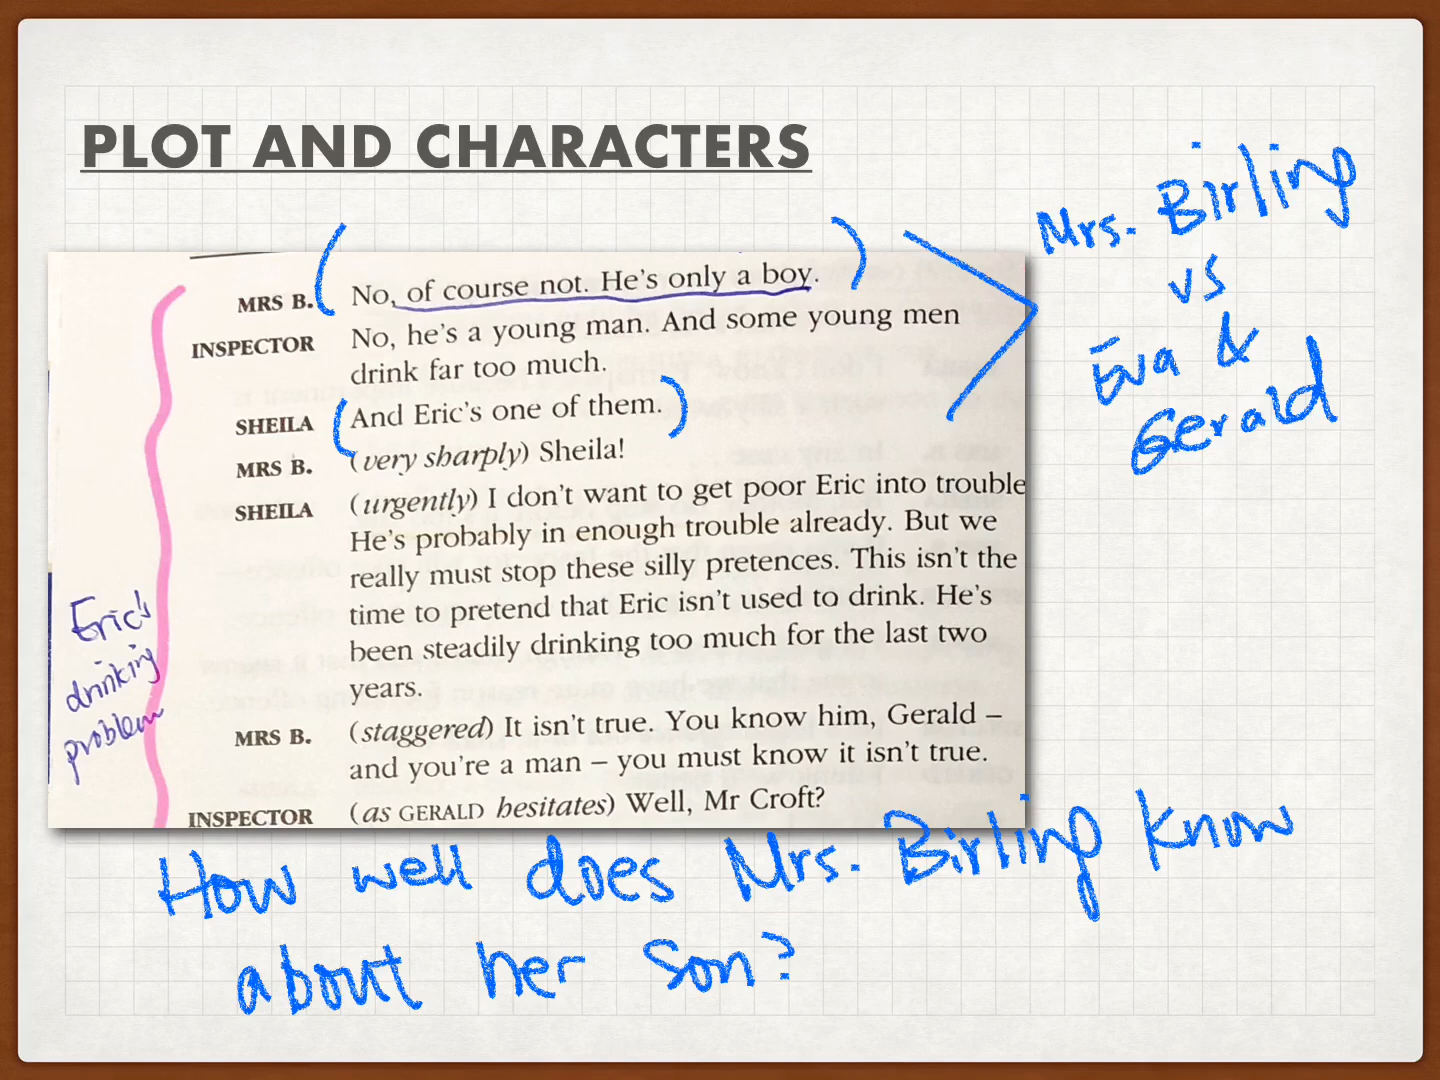 PLOT AND CHARACTERS
Mrs. Birling
vs
Eva &
Gerald
MRS B. No, of course not. He's only a boy.
INSPECTOR No, he's a young man. And some young men
drink far too much.
SHEILA And Eric's one of them.
MRS B. (very sharply) Sheila!
SHEILA (urgently) I don't want to get poor Eric into trouble
He's probably in enough trouble already. But we
really must stop these silly pretences. This isn't the
time to pretend that Eric isn't used to drink. He's
been steadily drinking too much for the last two
years.
MRS B. (staggered) It isn't true. You know him, Gerald –
and you're a man – you must know it isn't true.
INSPECTOR (as GERALD hesitates) Well, Mr Croft?
Eric's
drinking
problem
How well does Mrs. Birling know
about her son?